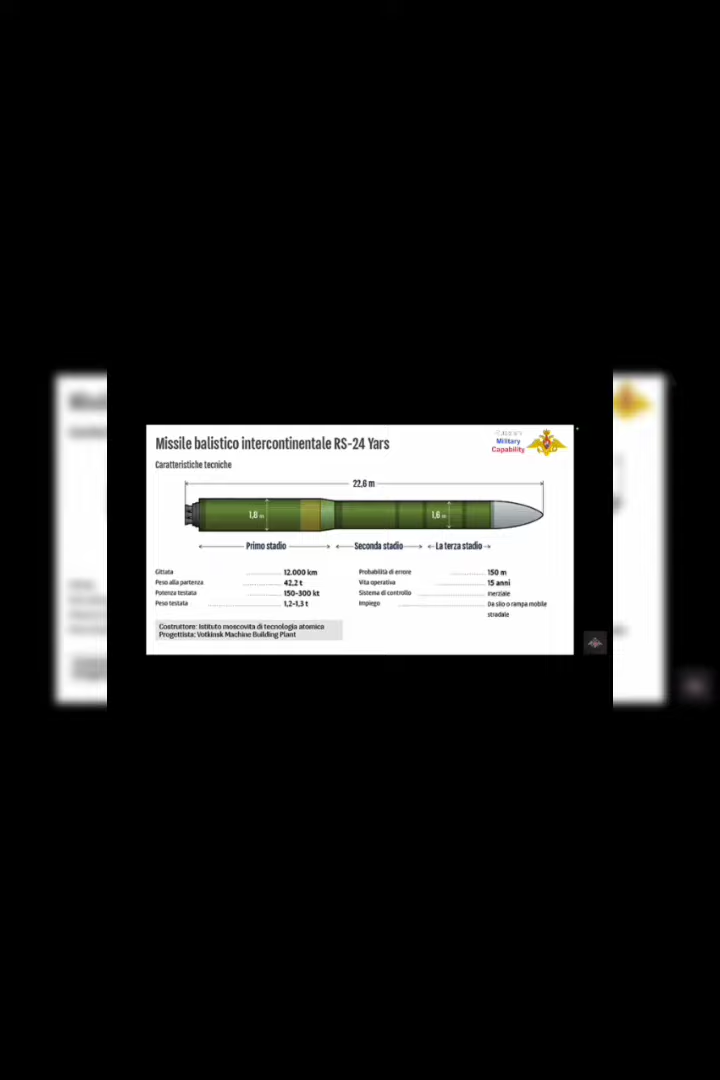 Missile balistico intercontinentale RS-24 Yars
Russian
Military
Capability
Caratteristiche tecniche
22,6 m
1,8 m
1,6 m
Primo stadio
Seconda stadio
La terza stadio
Gittata 12.000 km
Peso alla partenza 42,2 t
Potenza testata 150-300 kt
Peso testata 1,2-1,3 t
Probabilità di errore 150 m
Vita operativa 15 anni
Sistema di controllo Inerziale
Impiego Da silo o rampa mobile
stradale
Costruttore: Istituto moscovita di tecnologia atomico
Progettista: Votkinsk Machine Building Plant